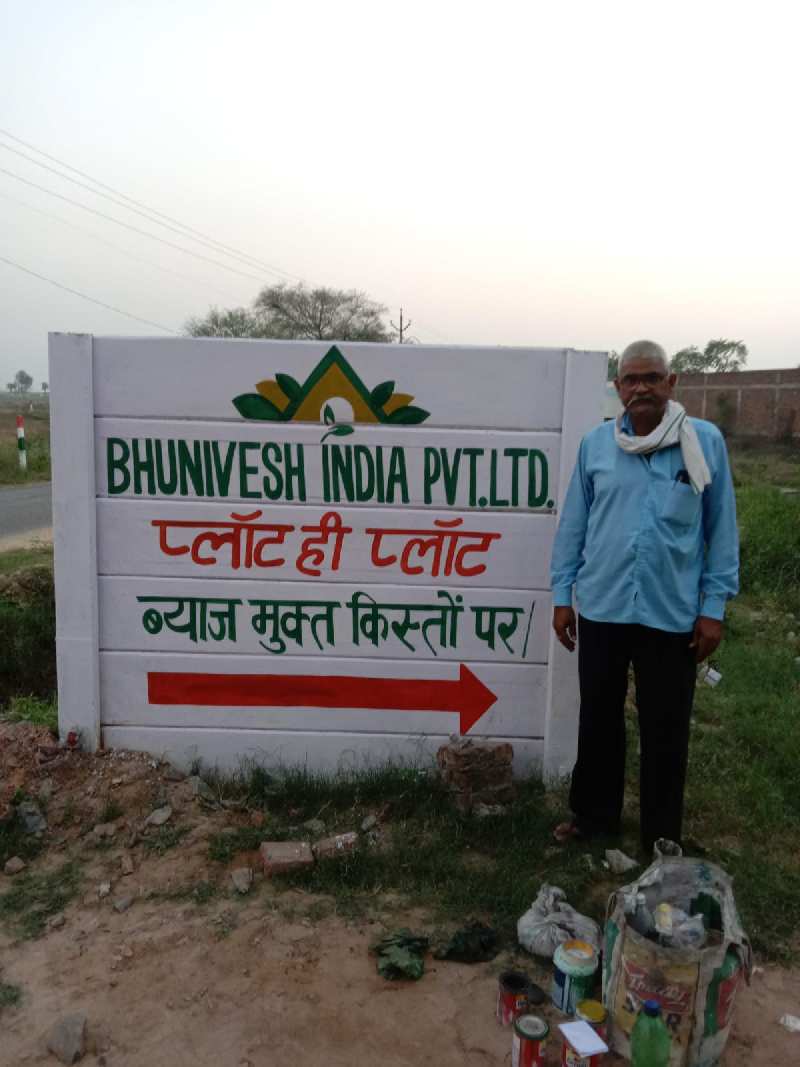 BHUNIVESH INDIA PVT.LTD.
प्लॉट ही प्लॉट
ब्याज मुक्त किस्तों पर/